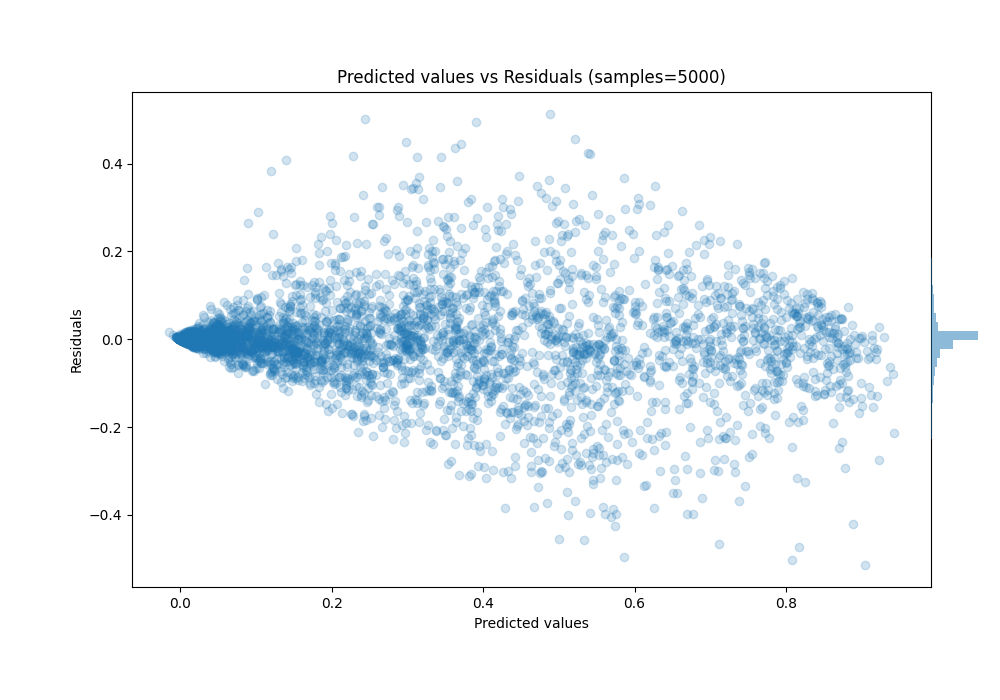 Predicted values vs Residuals (samples=5000)
Residuals
0.4
0.2
0.0
−0.2
−0.4
0.0 0.2 0.4 0.6 0.8
Predicted values